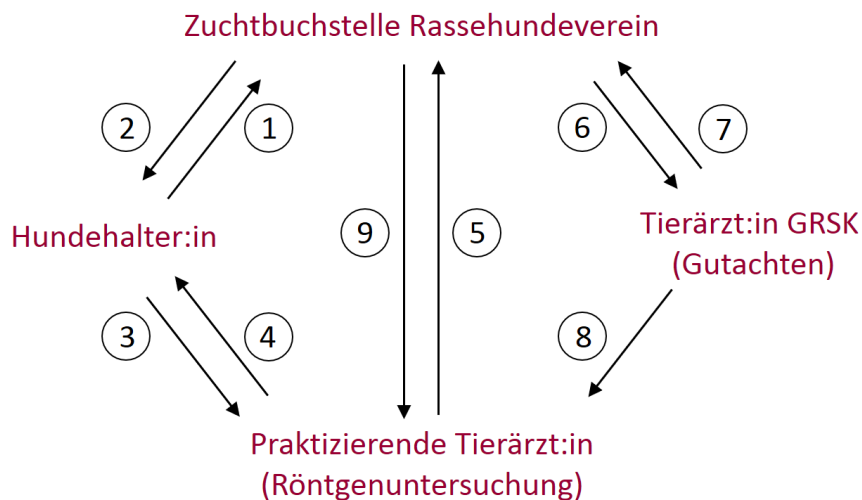 Zuchtbuchstelle Rassehundeverein
2
1
6
7
Hundehalter:in
9
5
Tierärzt:in GRSK
(Gutachten)
3
4
8
Praktizierende Tierärzt:in
(Röntgenuntersuchung)